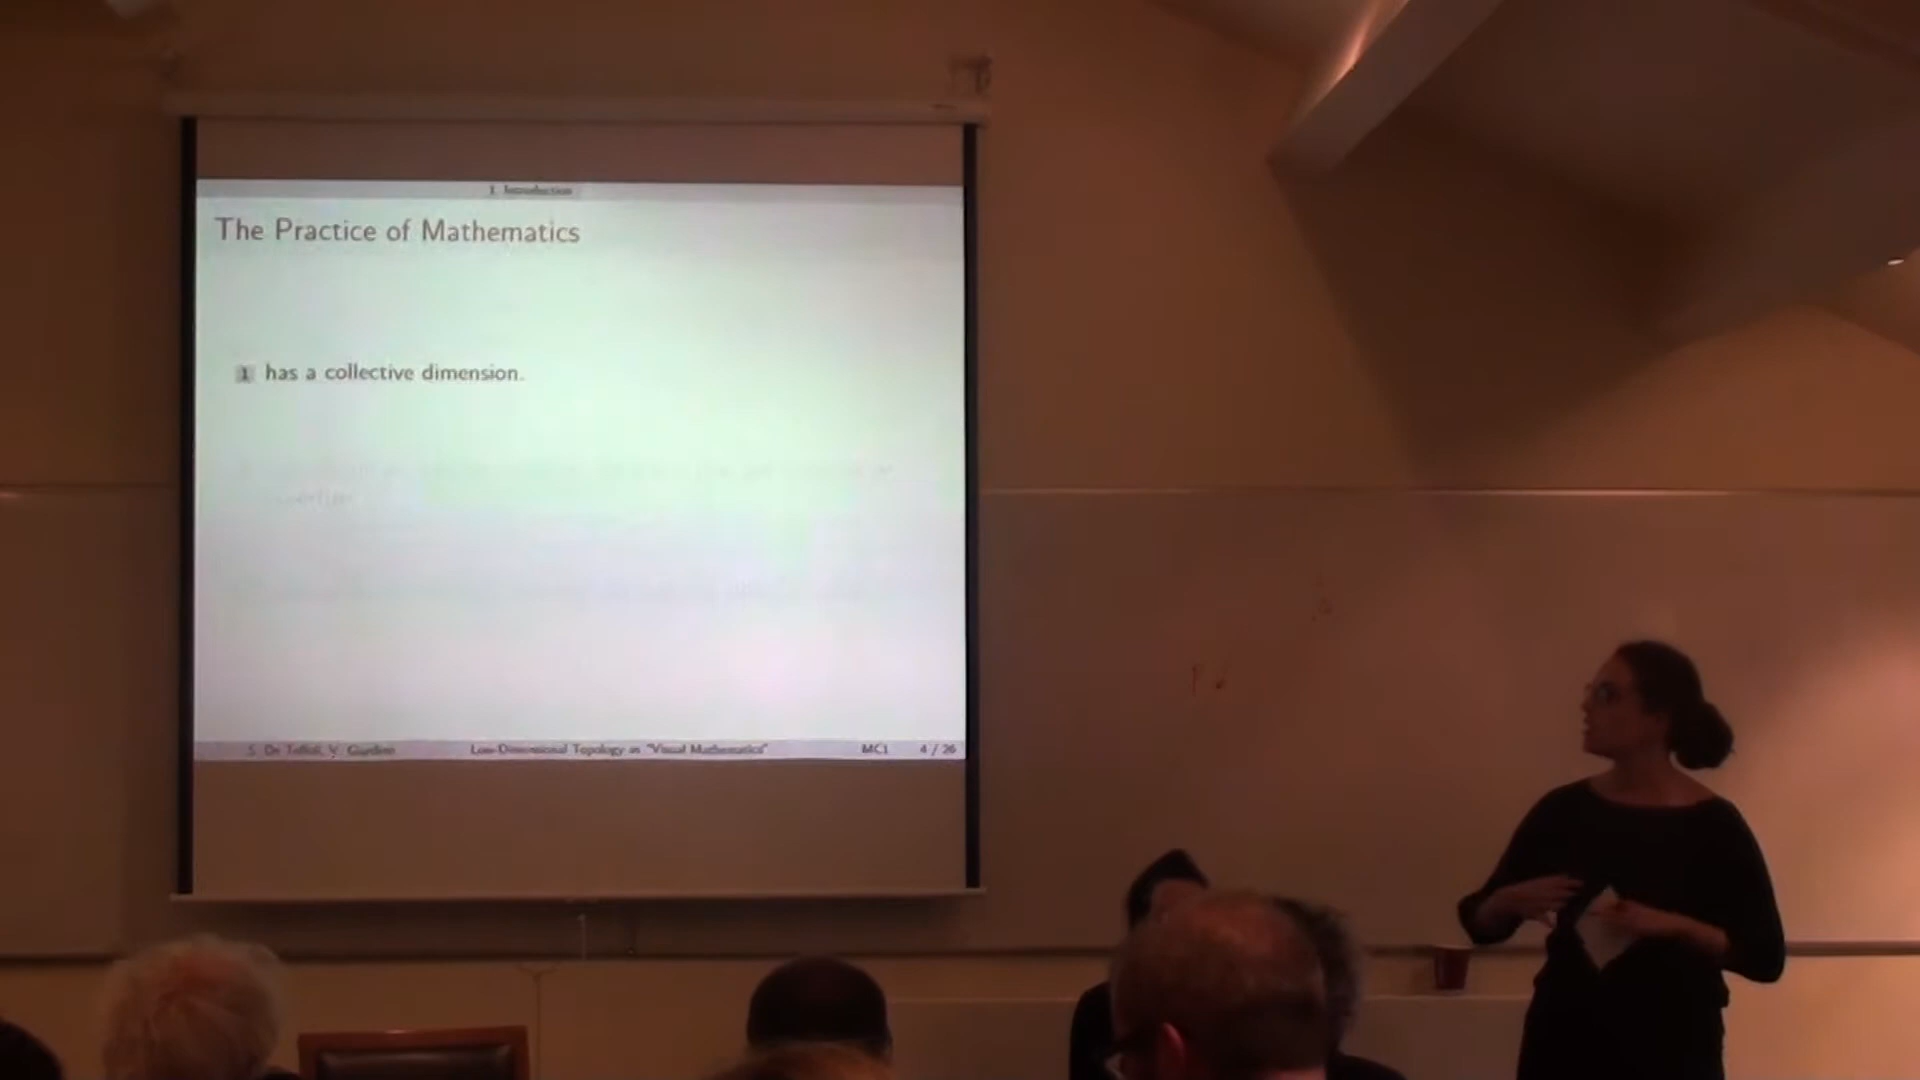 1. Introduction
The Practice of Mathematics
1 has a collective dimension.
S. De Toffoli, V. Giardino Low-Dimensional Topology as "Visual Mathematics" MC1 4 / 26